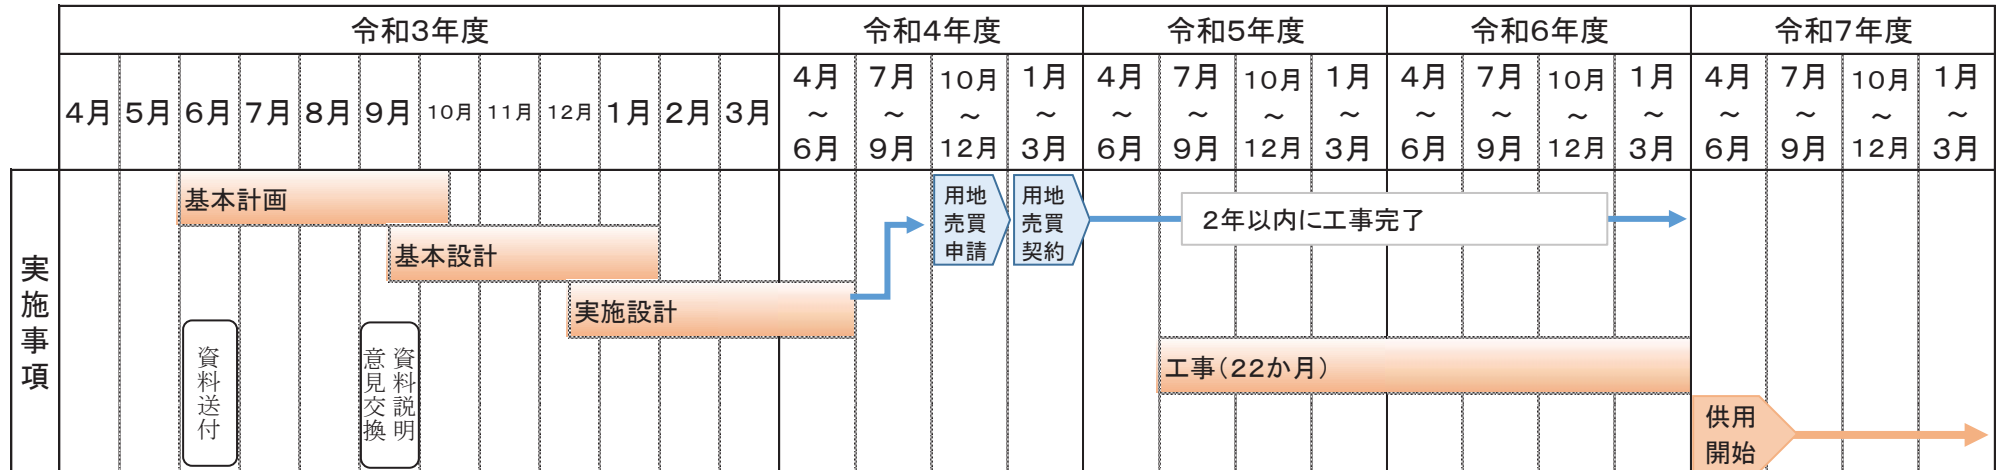 令和3年度 令和4年度 令和5年度 令和6年度 令和7年度
4月 5月 6月 7月 8月 9月 10月 11月 12月 1月 2月 3月
4月～6月 7月～9月 10月～12月 1月～3月
4月～6月 7月～9月 10月～12月 1月～3月
4月～6月 7月～9月 10月～12月 1月～3月
4月～6月 7月～9月 10月～12月 1月～3月
実施事項
基本計画
基本設計
実施設計
資料送付
資料説明
意見交換
用地
売買
申請
用地
売買
契約
2年以内に工事完了
工事(22か月)
供用
開始